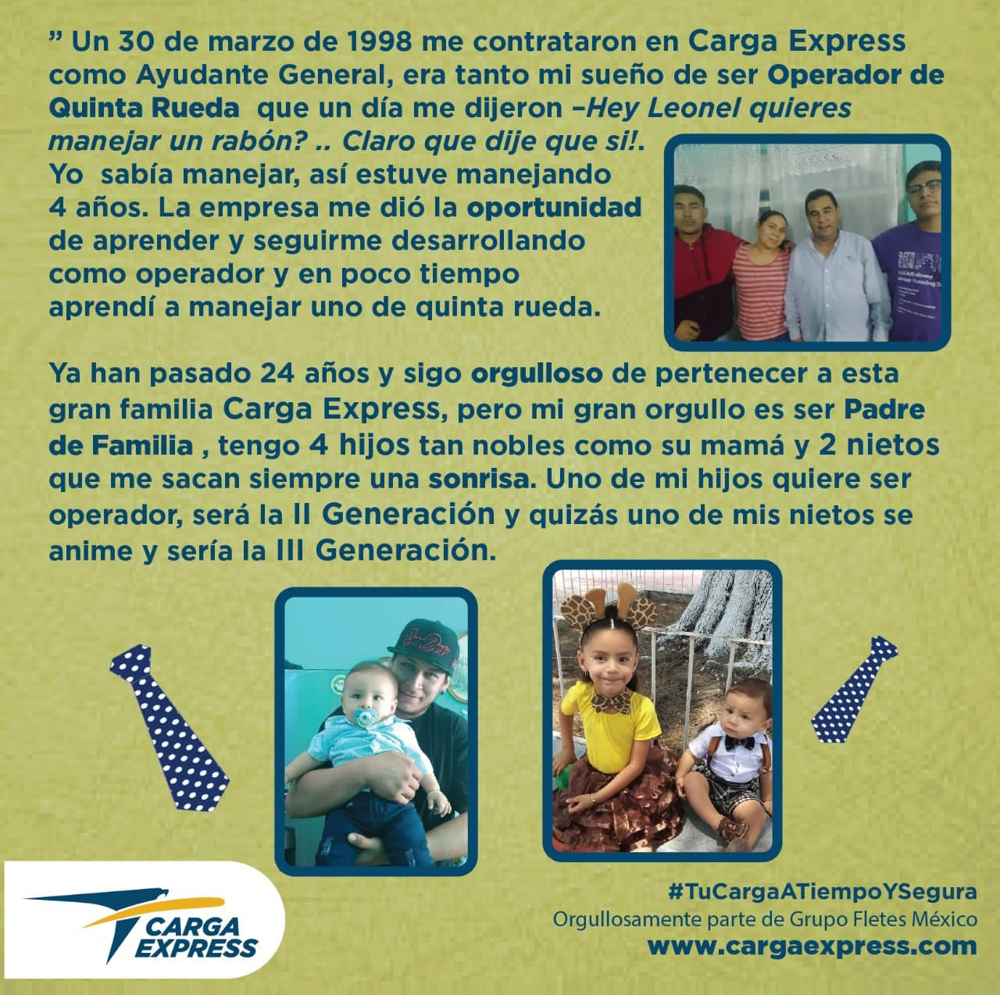 ” Un 30 de marzo de 1998 me contrataron en Carga Express
como Ayudante General, era tanto mi sueño de ser Operador de
Quinta Rueda que un día me dijeron –Hey Leonel quieres
manejar un rabón? .. Claro que dije que si!.
Yo sabía manejar, así estuve manejando
4 años. La empresa me dió la oportunidad
de aprender y seguirme desarrollando
como operador y en poco tiempo
aprendí a manejar uno de quinta rueda.
Ya han pasado 24 años y sigo orgulloso de pertenecer a esta
gran familia Carga Express, pero mi gran orgullo es ser Padre
de Familia , tengo 4 hijos tan nobles como su mamá y 2 nietos
que me sacan siempre una sonrisa. Uno de mi hijos quiere ser
operador, será la II Generación y quizás uno de mis nietos se
anime y sería la III Generación.
CARGA
EXPRESS
#TuCargaATiempoYSegura
Orgullosamente parte de Grupo Fletes México
www.cargaexpress.com